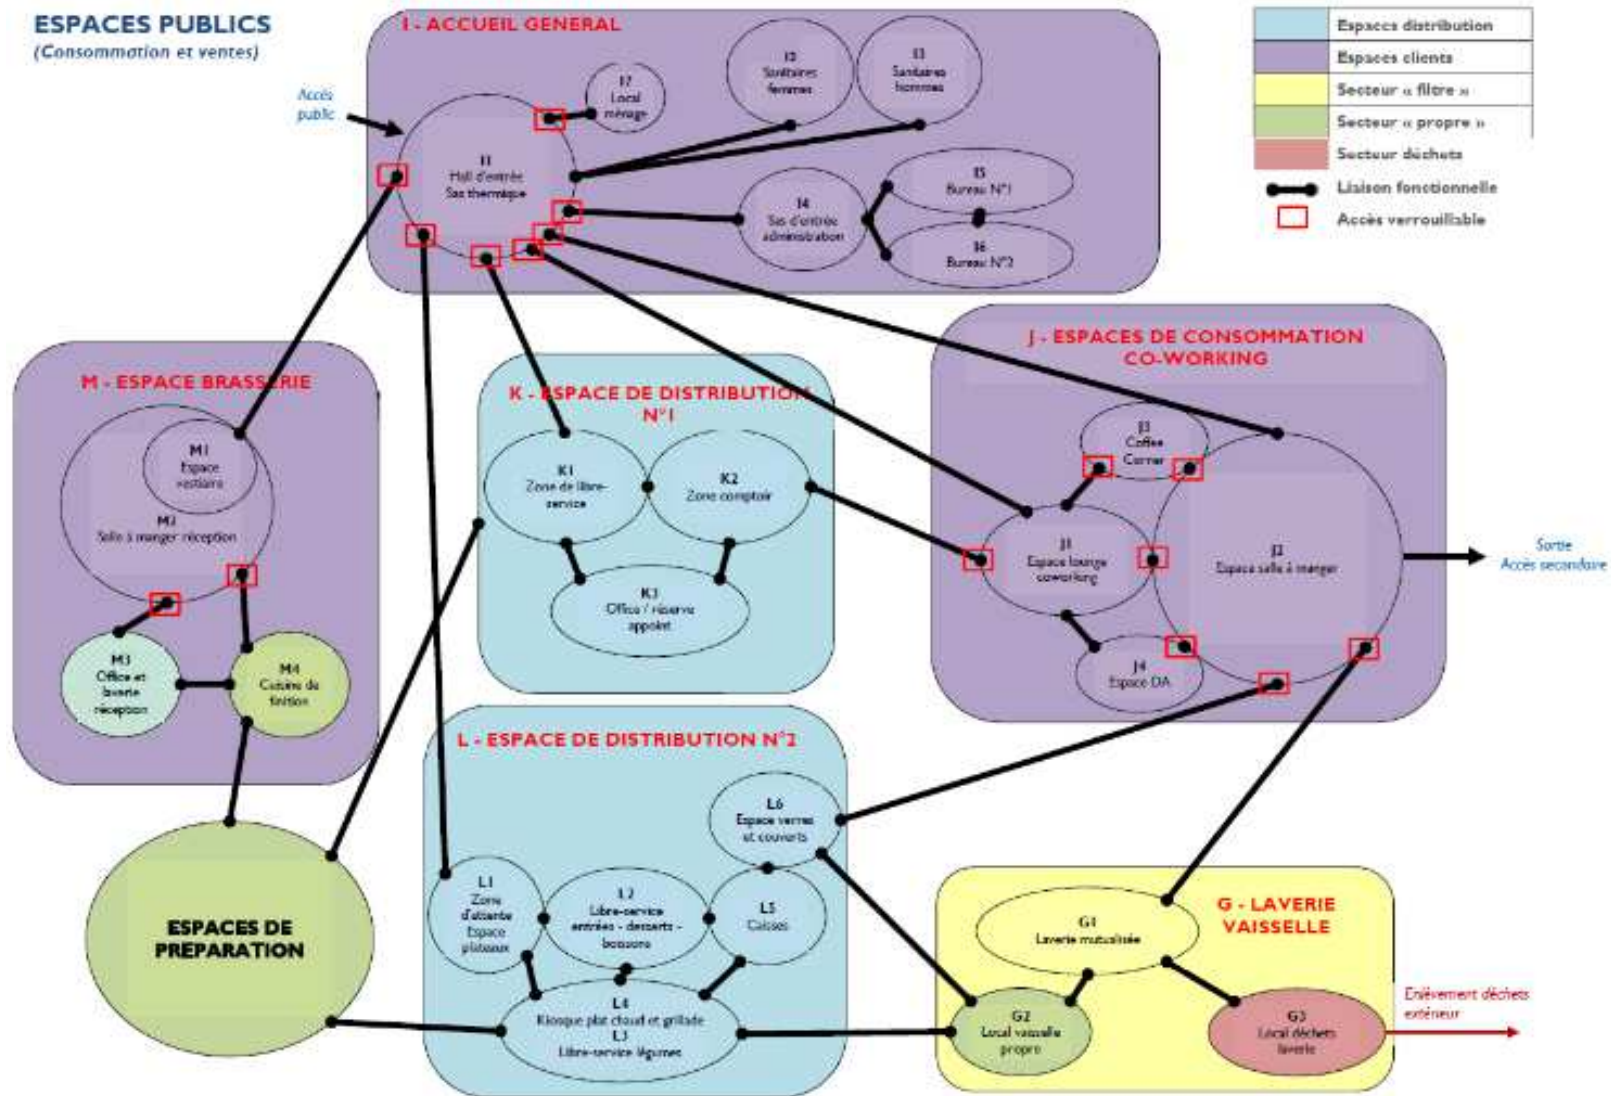 ESPACES PUBLICS
(Consommation et ventes)
I - ACCUEIL GENERAL
Accès
public
I7
Local
ménage
I2
Sanitaires
femmes
I3
Sanitaires
hommes
I1
Hall d'entrée
Sas thermique
I4
Sas d'entrée
administration
I5
Bureau N°1
I6
Bureau N°2
Espaces distribution
Espaces clients
Secteur « filtre »
Secteur « propre »
Secteur déchets
Liaison fonctionnelle
Accès verrouillable
M - ESPACE BRASSERIE
M1
Espace
vestiaire
M2
Salle à manger réception
M3
Office et
laverie
réception
M4
Cuisine de
finition
K - ESPACE DE DISTRIBUTION
N°1
K1
Zone de libre-
service
K2
Zone comptoir
K3
Office / réserve
appoint
J - ESPACES DE CONSOMMATION
CO-WORKING
J3
Coffee
Corner
J1
Espace lounge
coworking
J2
Espace salle à manger
J4
Espace DA
Sortie
Accès secondaire
L - ESPACE DE DISTRIBUTION N°2
L6
Espace verres
et couverts
L1
Zone
d'attente
Espace
plateaux
L2
Libre-service
entrées - desserts -
boissons
L5
Caisses
L4
Kiosque plat chaud et grillade
L3
Libre-service légumes
ESPACES DE
PREPARATION
G - LAVERIE
VAISSELLE
G1
Laverie mutualisée
G2
Local vaisselle
propre
G3
Local déchets
laverie
Enlèvement déchets
extérieur